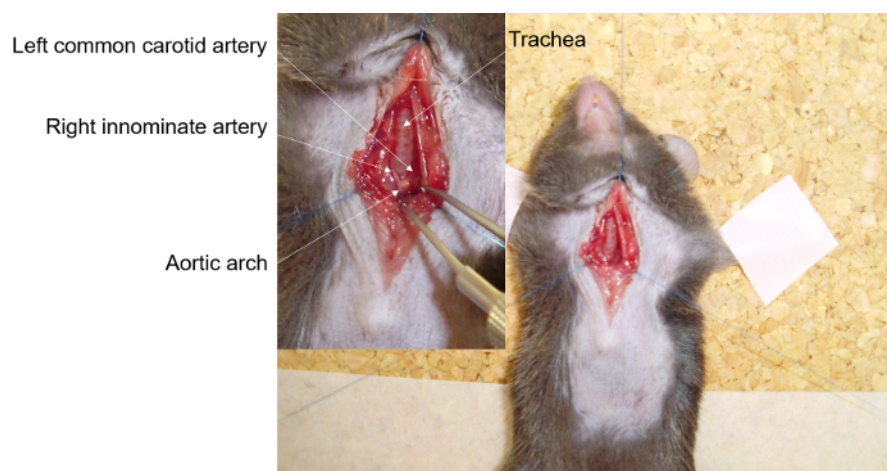 Left common carotid artery
Trachea
Right innominate artery
Aortic arch